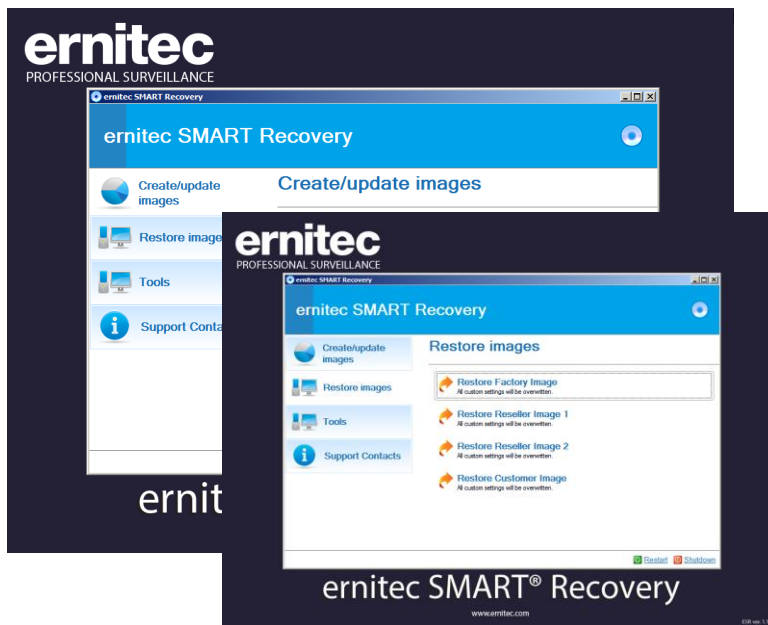 ernitec
PROFESSIONAL SURVEILLANCE
ernitec SMART Recovery
ernitec SMART Recovery
Create/update
images
Create/update images
Restore image
Tools
Support Conta
ernit
ernitec
PROFESSIONAL SURVEILLANCE
ernitec SMART Recovery
ernitec SMART Recovery
Create/update
images
Restore images
Tools
Support Contacts
Restore images
Restore Factory Image
All custom settings will be overwritten.
Restore Reseller Image 1
All custom settings will be overwritten.
Restore Reseller Image 2
All custom settings will be overwritten.
Restore Customer Image
All custom settings will be overwritten.
Restart Shutdown
ernitec SMART® Recovery
www.ernitec.com